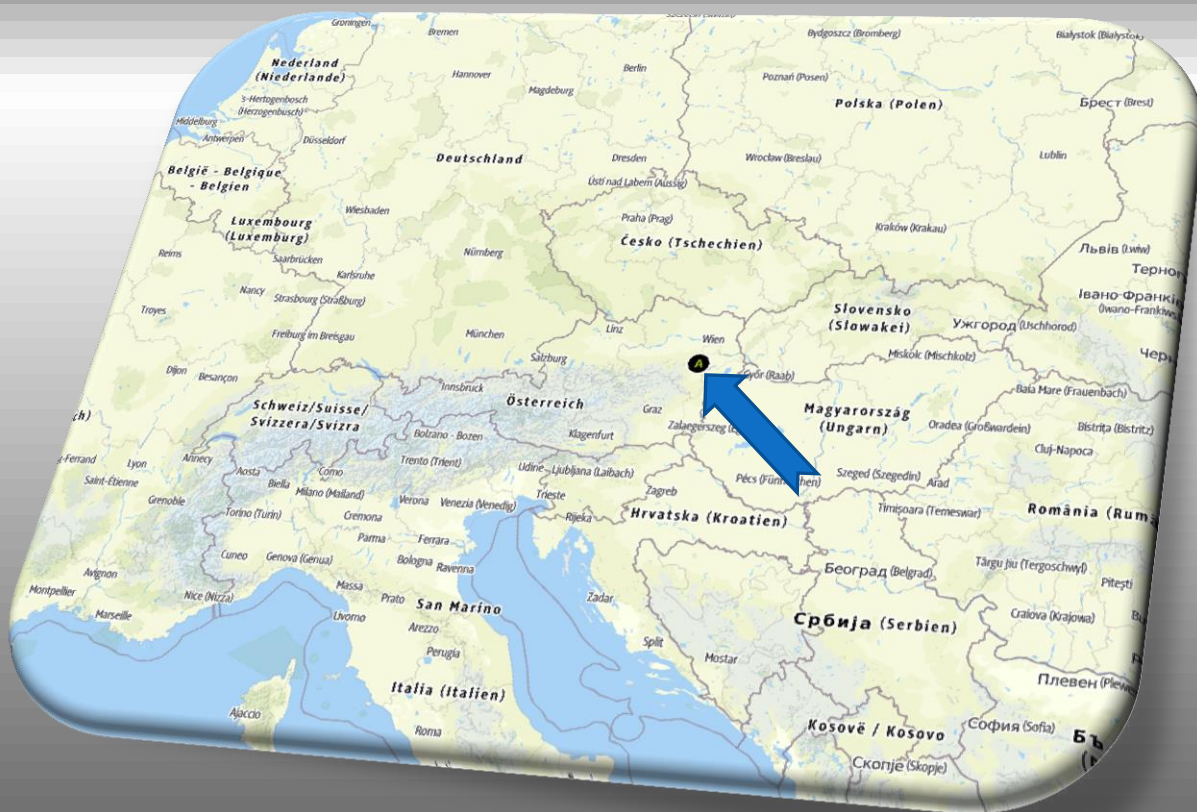 Groningen
Bremen
Bydgoszcz (Bromberg)
Nederland
(Niederlande)
Hannover
Berlin
Poznań (Posen)
Magdeburg
's-Hertogenbosch
(Herzogenbusch)
Polska (Polen)
Брест (Brest)
Middelburg
Antwerpen
Düsseldorf
Deutschland
Dresden
Wrocław (Breslau)
Lublin
België - Belgique
- Belgien
Ústí nad Labem (Aussig)
Wiesbaden
Luxembourg
(Luxemburg)
Praha (Prag)
Kraków (Krakau)
Česko (Tschechien)
Львів (Lwiw)
Reims
Saarbrücken
Nürnberg
Karlsruhe
Nancy
Strasbourg (Straßburg)
Troyes
Slovensko
(Slowakei)
Ужгород (Uschhorod)
Freiburg im Breisgau
München
Linz
Wien
Miskolc (Mischkolz)
Salzburg
A
Győr (Raab)
Dijon
Besançon
Innsbruck
Österreich
Baia Mare (Frauenbach)
Schweiz/Suisse/
Svizzera/Svizra
Graz
Magyarország
(Ungarn)
Zalaegerszeg
Oradea (Großwardein)
Bistrița (Bistritz)
Klagenfurt
Bolzano - Bozen
Cluj-Napoca
Lyon
Annecy
Trento (Trient)
Udine
Ljubljana (Laibach)
Aosta
Como
Szeged (Szegedin)
Arad
Saint-Étienne
Biella
Milano (Mailand)
Pécs
Grenoble
Verona
Venezia (Venedig)
Trieste
Zagreb
Torino (Turin)
Cremona
Rijeka
Hrvatska (Kroatien)
Timișoara (Temeswar)
România
Parma
Ferrara
Cuneo
Genova (Genua)
Bologna
Ravenna
Београд (Belgrad)
Târgu Jiu (Tergoschwyl)
Avignon
Pitești
Montpellier
Massa
Nice (Nizza)
Prato
San Marino
Zadar
Marseille
Livorno
Craiova (Krajowa)
Arezzo
Србија (Serbien)
Split
Perugia
Mostar
Плевен
Italia (Italien)
Ajaccio
Roma
Kosovë / Kosovo
София (Sofia)
Скопје (Skopje)